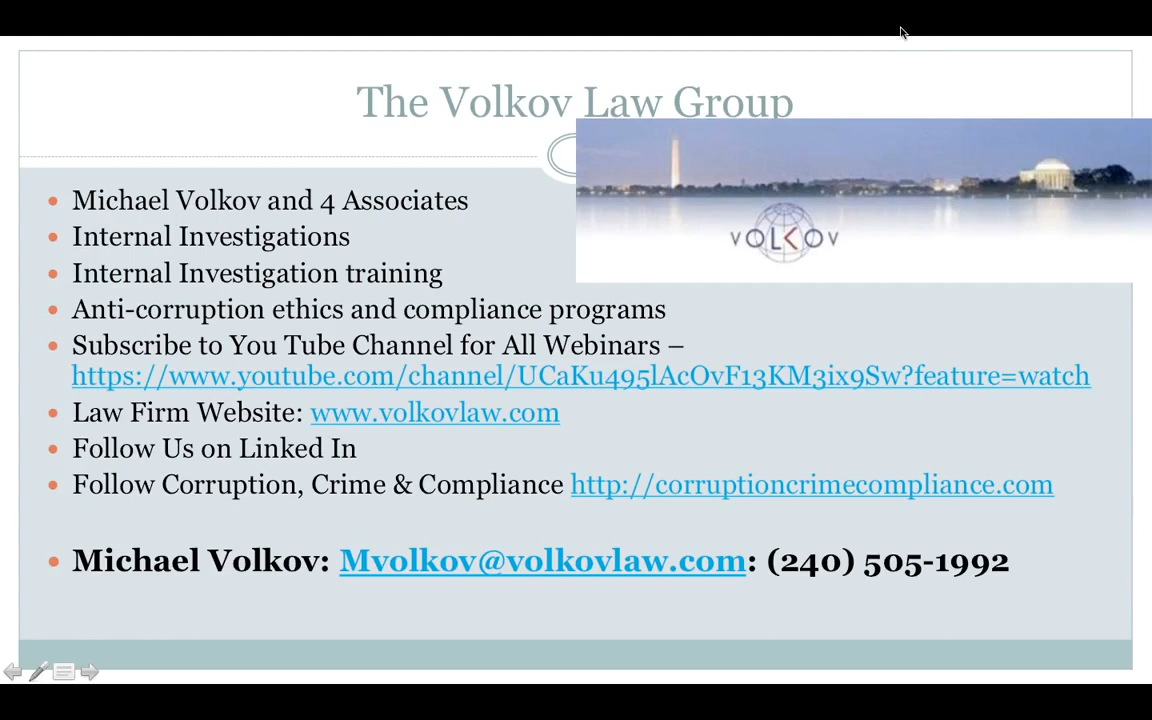 The Volkov Law Group
VOLKOV
Michael Volkov and 4 Associates
Internal Investigations
Internal Investigation training
Anti-corruption ethics and compliance programs
Subscribe to You Tube Channel for All Webinars –
https://www.youtube.com/channel/UCaKu495lAcOvF13KM3ix9Sw?feature=watch
Law Firm Website: www.volkovlaw.com
Follow Us on Linked In
Follow Corruption, Crime & Compliance http://corruptioncrimecompliance.com
Michael Volkov: Mvolkov@volkovlaw.com: (240) 505-1992